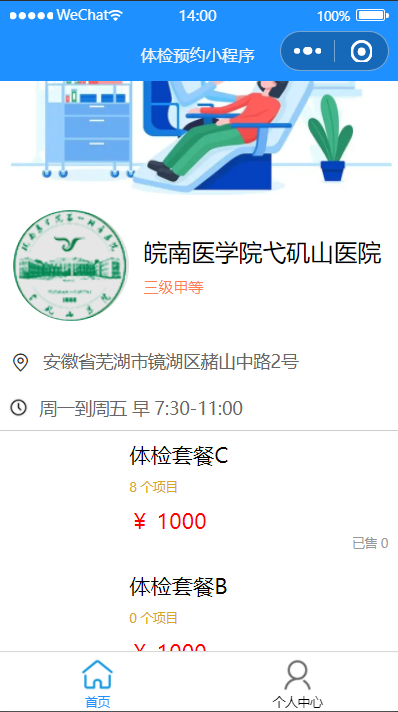 WeChat 14:00 100%
体检预约小程序
皖南医学院弋矶山医院
三级甲等
安徽省芜湖市镜湖区赭山中路2号
周一到周五 早 7:30-11:00
体检套餐C
8 个项目
￥ 1000
已售 0
体检套餐B
0 个项目
￥ 1000
首页 个人中心